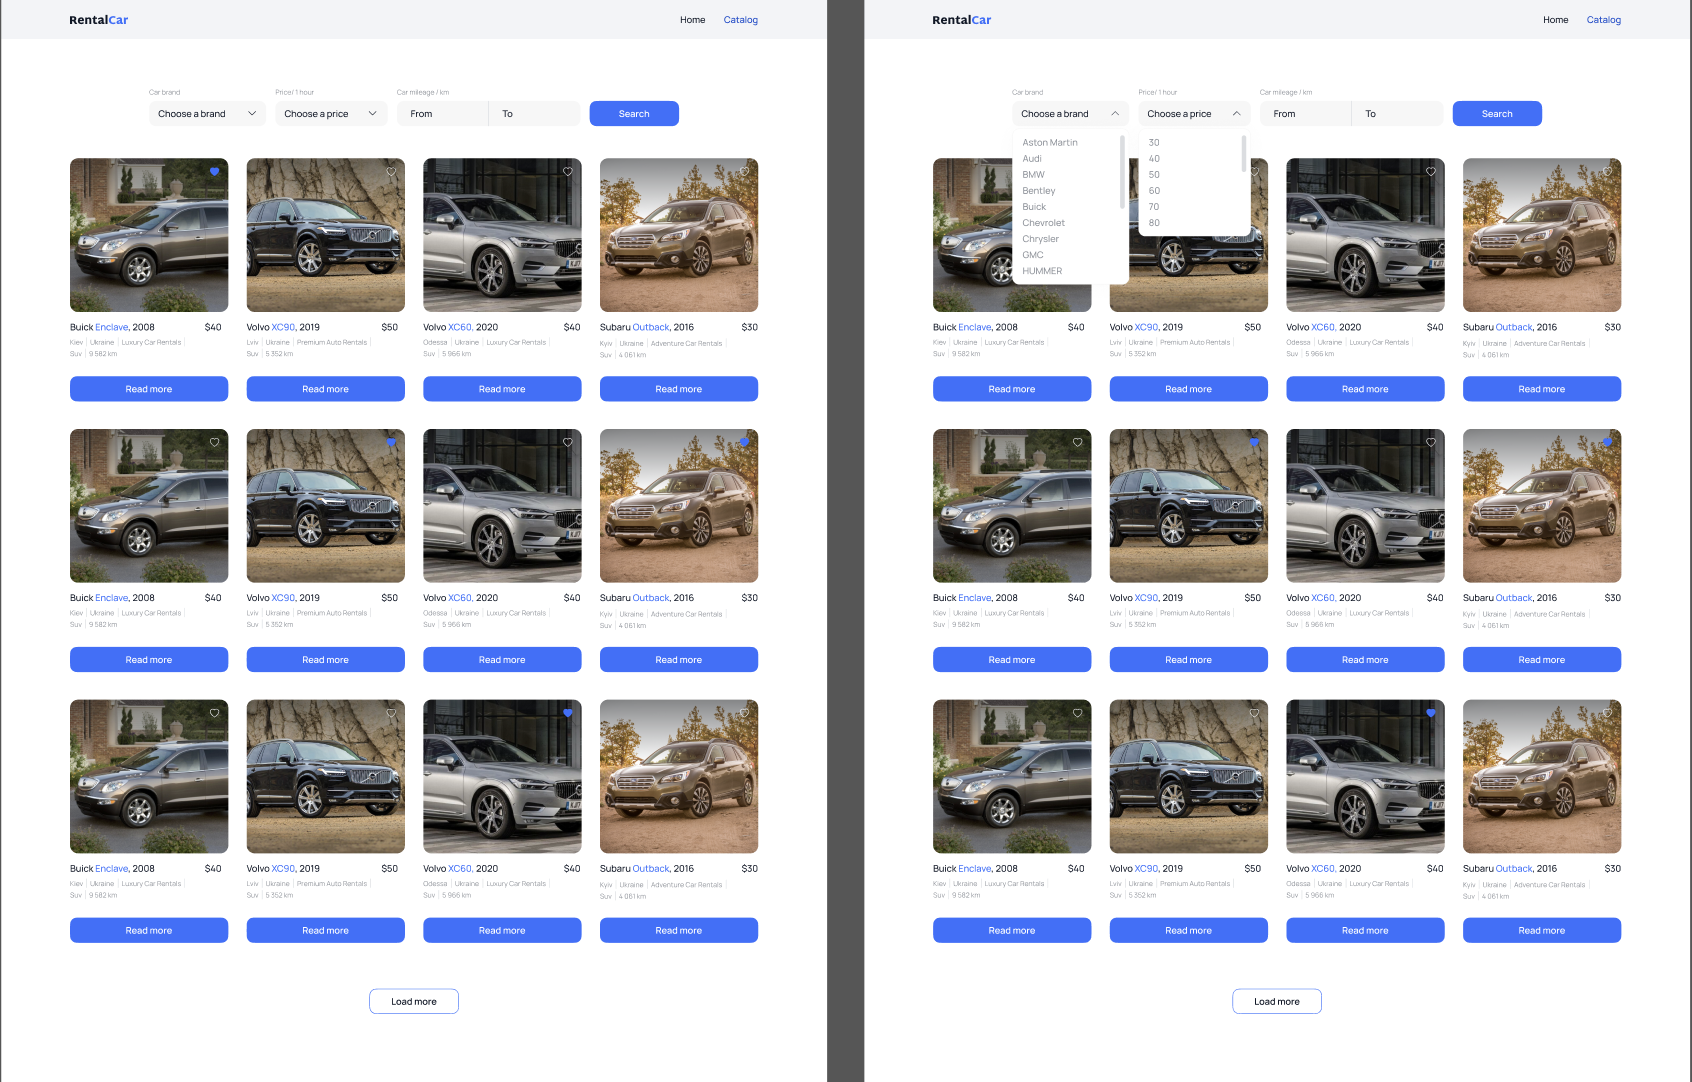 RentalCar
Home Catalog
Car brand Price/ 1 hour Car mileage / km
Choose a brand Choose a price From To Search
Buick Enclave, 2008 $40 Volvo XC90, 2019 $50 Volvo XC60, 2020 $40 Subaru Outback, 2016 $30
Kiev Ukraine Luxury Car Rentals Lviv Ukraine Premium Auto Rentals Odessa Ukraine Luxury Car Rentals Kyiv Ukraine Adventure Car Rentals
Suv 9 582 km Suv 5 352 km Suv 5 966 km Suv 4 061 km
Read more Read more Read more Read more
Buick Enclave, 2008 $40 Volvo XC90, 2019 $50 Volvo XC60, 2020 $40 Subaru Outback, 2016 $30
Kiev Ukraine Luxury Car Rentals Lviv Ukraine Premium Auto Rentals Odessa Ukraine Luxury Car Rentals Kyiv Ukraine Adventure Car Rentals
Suv 9 582 km Suv 5 352 km Suv 5 966 km Suv 4 061 km
Read more Read more Read more Read more
Buick Enclave, 2008 $40 Volvo XC90, 2019 $50 Volvo XC60, 2020 $40 Subaru Outback, 2016 $30
Kiev Ukraine Luxury Car Rentals Lviv Ukraine Premium Auto Rentals Odessa Ukraine Luxury Car Rentals Kyiv Ukraine Adventure Car Rentals
Suv 9 582 km Suv 5 352 km Suv 5 966 km Suv 4 061 km
Read more Read more Read more Read more
Load more
RentalCar
Home Catalog
Car brand Price/ 1 hour Car mileage / km
Choose a brand Choose a price From To Search
Aston Martin 30
Audi 40
BMW 50
Bentley 60
Buick 70
Chevrolet 80
Chrysler
GMC
HUMMER
Buick Enclave, 2008 $40 Volvo XC90, 2019 $50 Volvo XC60, 2020 $40 Subaru Outback, 2016 $30
Kiev Ukraine Luxury Car Rentals Lviv Ukraine Premium Auto Rentals Odessa Ukraine Luxury Car Rentals Kyiv Ukraine Adventure Car Rentals
Suv 9 582 km Suv 5 352 km Suv 5 966 km Suv 4 061 km
Read more Read more Read more Read more
Buick Enclave, 2008 $40 Volvo XC90, 2019 $50 Volvo XC60, 2020 $40 Subaru Outback, 2016 $30
Kiev Ukraine Luxury Car Rentals Lviv Ukraine Premium Auto Rentals Odessa Ukraine Luxury Car Rentals Kyiv Ukraine Adventure Car Rentals
Suv 9 582 km Suv 5 352 km Suv 5 966 km Suv 4 061 km
Read more Read more Read more Read more
Buick Enclave, 2008 $40 Volvo XC90, 2019 $50 Volvo XC60, 2020 $40 Subaru Outback, 2016 $30
Kiev Ukraine Luxury Car Rentals Lviv Ukraine Premium Auto Rentals Odessa Ukraine Luxury Car Rentals Kyiv Ukraine Adventure Car Rentals
Suv 9 582 km Suv 5 352 km Suv 5 966 km Suv 4 061 km
Read more Read more Read more Read more
Load more